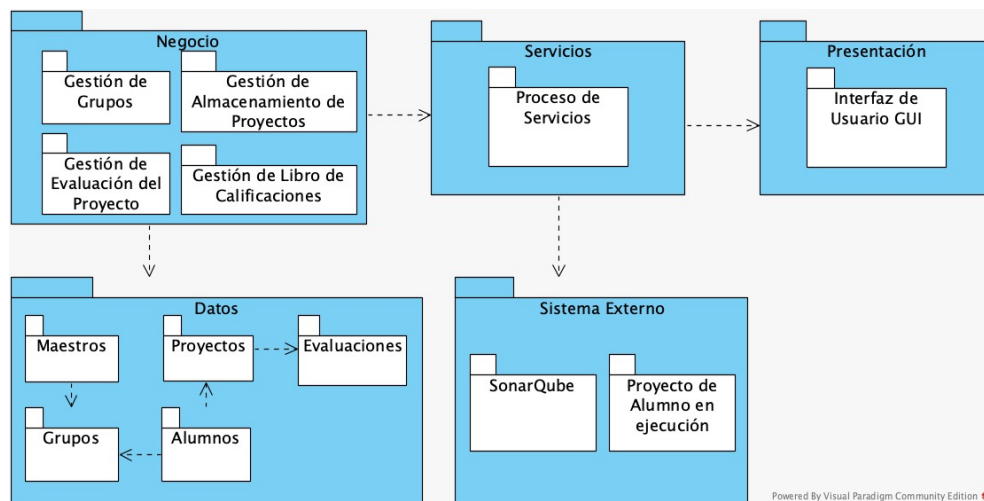 Negocio
Gestión de
Grupos
Gestión de
Almacenamiento de
Proyectos
Gestión de
Evaluación del
Proyecto
Gestión de Libro de
Calificaciones
Servicios
Proceso de
Servicios
Presentación
Interfaz de
Usuario GUI
Datos
Maestros
Proyectos
Evaluaciones
Grupos
Alumnos
Sistema Externo
SonarQube
Proyecto de
Alumno en
ejecución
Powered By Visual Paradigm Community Edition